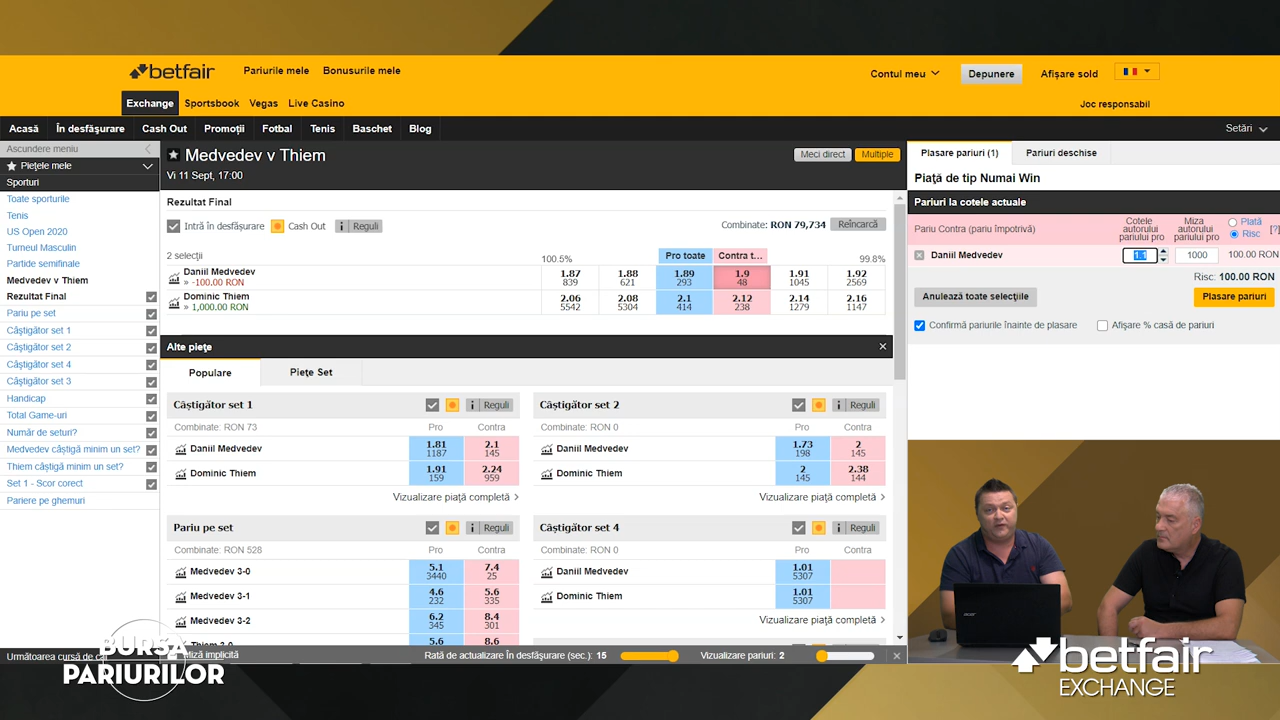 betfair
Pariurile mele
Bonusurile mele
Contul meu
Depunere
Afișare sold
Exchange
Sportsbook
Vegas
Live Casino
Joc responsabil
Acasă
În desfășurare
Cash Out
Promoții
Fotbal
Tenis
Baschet
Blog
Setări
Ascundere meniu
Piețele mele
Sporturi
Toate sporturile
Tenis
US Open 2020
Turneul Masculin
Partide semifinale
Medvedev v Thiem
Rezultat Final
Pariu pe set
Câștigător set 1
Câștigător set 2
Câștigător set 4
Câștigător set 3
Handicap
Total Game-uri
Număr de seturi?
Medvedev câștigă minim un set?
Thiem câștigă minim un set?
Set 1 - Scor corect
Pariere pe ghemuri
Medvedev v Thiem
Meci direct
Multiple
Vi 11 Sept, 17:00
Rezultat Final
Intră în desfășurare
Cash Out
i Reguli
Combinate: RON 79,734
Reîncarcă
2 selecții
100.5%
Pro toate
Contra t...
99.8%
Daniil Medvedev
1.87 1.88 1.89 1.9 1.91 1.92
» -100.00 RON
839 621 293 48 1045 2569
Dominic Thiem
2.06 2.08 2.1 2.12 2.14 2.16
» 1,000.00 RON
5542 5304 414 238 1279 1147
Alte piețe
×
Populare
Piețe Set
Câștigător set 1
i Reguli
Combinate: RON 73
Pro
Contra
Daniil Medvedev
1.81 2.1
1187 145
Dominic Thiem
1.91 2.24
159 959
Vizualizare piață completă
Câștigător set 2
i Reguli
Combinate: RON 0
Pro
Contra
Daniil Medvedev
1.73 2
198 145
Dominic Thiem
2 2.38
145 144
Vizualizare piață completă
Pariu pe set
i Reguli
Combinate: RON 528
Pro
Contra
Medvedev 3-0
5.1 7.4
3440 25
Medvedev 3-1
4.6 5.6
232 335
Medvedev 3-2
6.2 8.4
345 301
5.6 8.6
Câștigător set 4
i Reguli
Combinate: RON 0
Pro
Contra
Daniil Medvedev
1.01
5307
Dominic Thiem
1.01
5307
Vizualizare piață completă
Plasare pariuri (1)
Pariuri deschise
Piață de tip Numai Win
Pariuri la cotele actuale
Pariu Contra (pariu împotrivă)
Cotele autorului pariului pro
Miza autorului pariului pro
Plată
Risc
[?]
Daniil Medvedev
1.1
1000
100.00 RON
Risc: 100.00 RON
Anulează toate selecțiile
Plasare pariuri
Confirmă pariurile înainte de plasare
Afișare % casă de pariuri
acer
Următoarea cursă de cai
miză implicită
Rată de actualizare în desfășurare (sec.): 15
Vizualizare pariuri: 2
×
BURSA
PARIURILOR
betfair
EXCHANGE